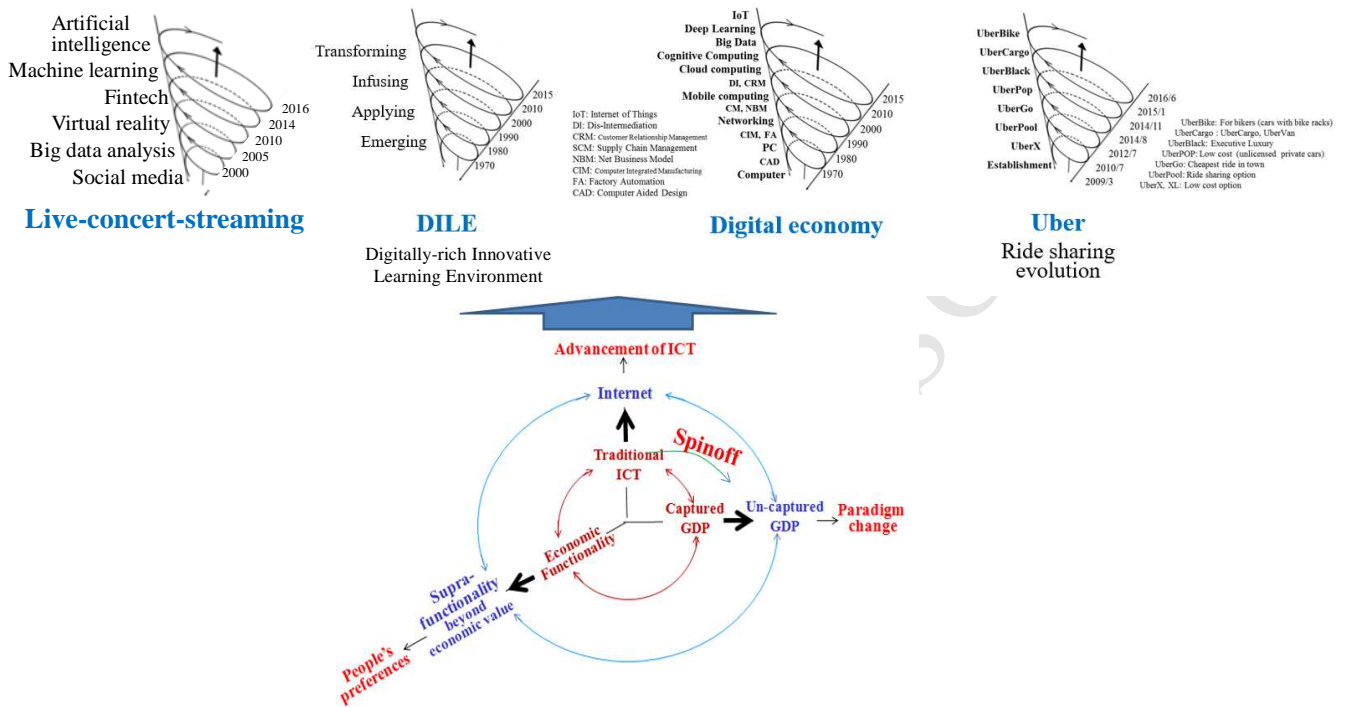 Artificial
intelligence
Machine learning
Fintech
Virtual reality
Big data analysis
Social media
2016
2014
2010
2005
2000
Live-concert-streaming
Transforming
Infusing
Applying
Emerging
2015
2010
2000
1990
1980
1970
DILE
Digitally-rich Innovative
Learning Environment
IoT: Internet of Things
DI: Dis-Intermediation
CRM: Customer Relationship Management
SCM: Supply Chain Management
NBM: Net Business Model
CIM: Computer Integrated Manufacturing
FA: Factory Automation
CAD: Computer Aided Design
IoT
Deep Learning
Big Data
Cognitive Computing
Cloud computing
DI, CRM
Mobile computing
CM, NBM
Networking
CIM, FA
PC
CAD
Computer
2015
2010
2000
1990
1980
1970
Digital economy
UberBike
UberCargo
UberBlack
UberPop
UberGo
UberPool
UberX
Establishment
2016/6
2015/1
2014/11
2014/8
2012/7
2010/7
2009/3
UberBike: For bikers (cars with bike racks)
UberCargo : UberCargo, UberVan
UberBlack: Executive Luxury
UberPOP: Low cost (unlicensed private cars)
UberGo: Cheapest ride in town
UberPool: Ride sharing option
UberX, XL: Low cost option
Uber
Ride sharing
evolution
Advancement of ICT
Internet
Traditional
ICT
Spinoff
Captured
GDP
Un-captured
GDP
Paradigm
change
Economic
Functionality
Supra-
functionality
beyond
economic value
People's
preferences